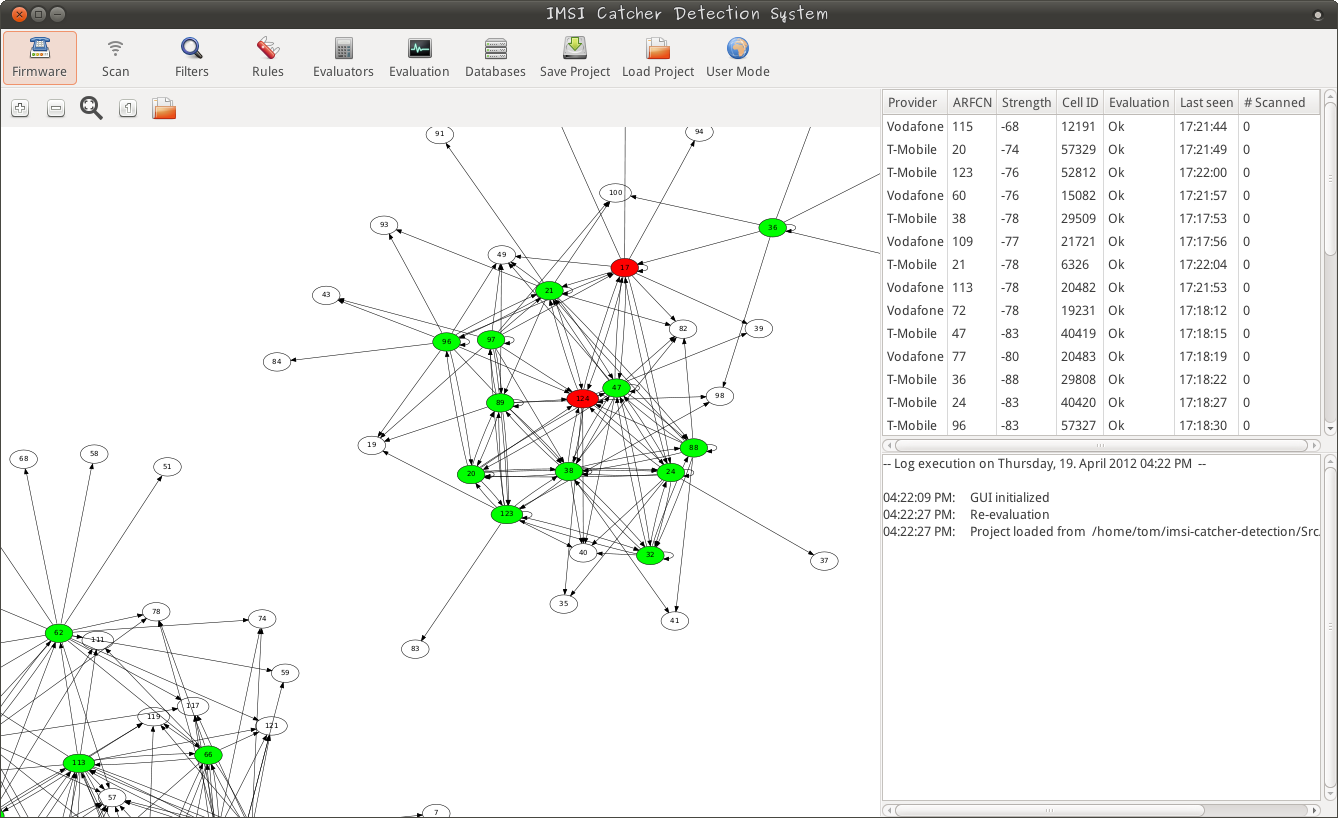 IMSI Catcher Detection System
Firmware Scan Filters Rules Evaluators Evaluation Databases Save Project Load Project User Mode
1
Provider ARFCN Strength Cell ID Evaluation Last seen # Scanned
Vodafone 115 -68 12191 Ok 17:21:44 0
T-Mobile 20 -74 57329 Ok 17:21:49 0
T-Mobile 123 -76 52812 Ok 17:22:00 0
Vodafone 60 -76 15082 Ok 17:21:57 0
T-Mobile 38 -78 29509 Ok 17:17:53 0
Vodafone 109 -77 21721 Ok 17:17:56 0
T-Mobile 21 -78 6326 Ok 17:22:04 0
Vodafone 113 -78 20482 Ok 17:21:53 0
Vodafone 72 -78 19231 Ok 17:18:12 0
T-Mobile 47 -83 40419 Ok 17:18:15 0
Vodafone 77 -80 20483 Ok 17:18:19 0
T-Mobile 36 -88 29808 Ok 17:18:22 0
T-Mobile 24 -83 40420 Ok 17:18:27 0
T-Mobile 96 -83 57327 Ok 17:18:30 0
-- Log execution on Thursday, 19. April 2012 04:22 PM --
04:22:09 PM: GUI initialized
04:22:27 PM: Re-evaluation
04:22:27 PM: Project loaded from /home/tom/imsi-catcher-detection/Src
91
94
100
93
36
49
17
21
43
82
39
96
97
84
47
98
124
89
19
88
58
68
51
20
38
24
123
40
32
37
35
78
74
41
62
111
83
59
117
119
121
66
113
57
7